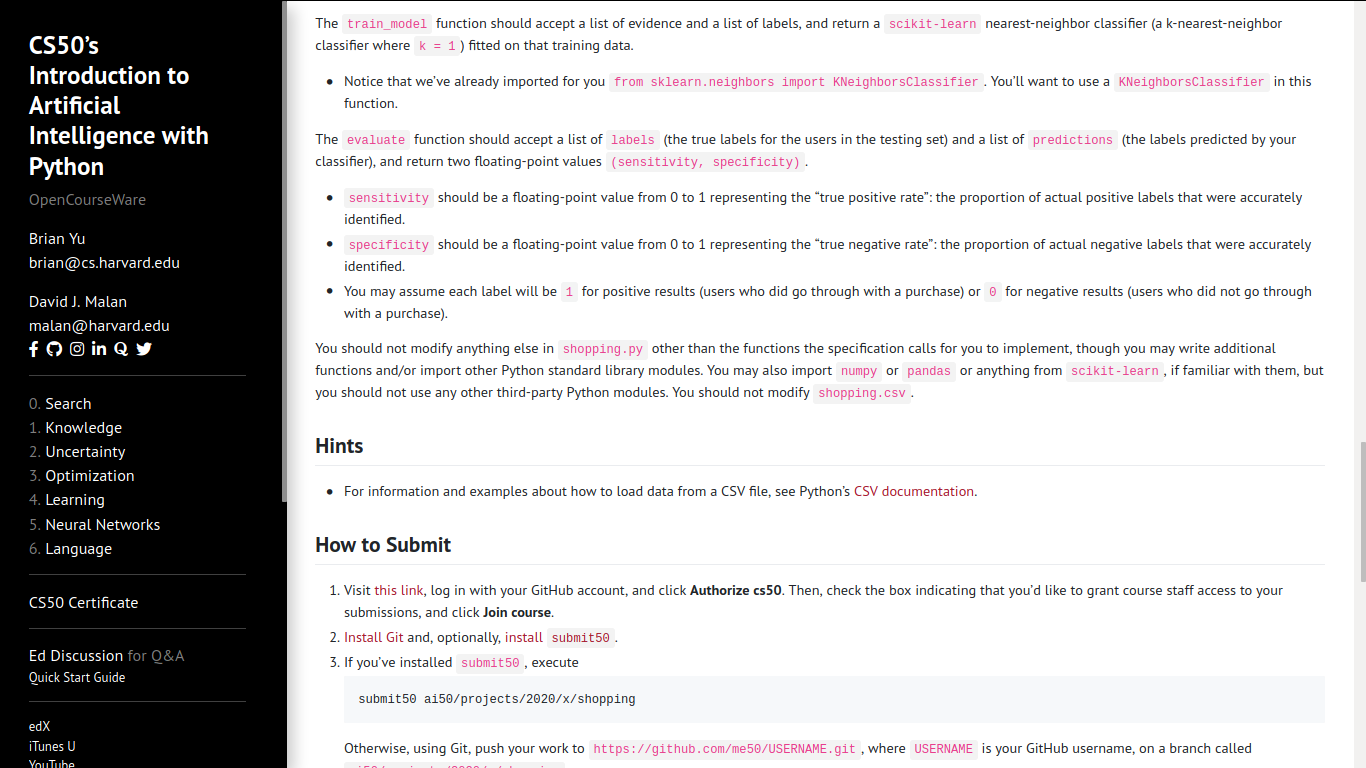 CS50’s
Introduction to
Artificial
Intelligence with
Python
OpenCourseWare
Brian Yu
brian@cs.harvard.edu
David J. Malan
malan@harvard.edu
0. Search
1. Knowledge
2. Uncertainty
3. Optimization
4. Learning
5. Neural Networks
6. Language
CS50 Certificate
Ed Discussion for Q&A
Quick Start Guide
edX
iTunes U
YouTube
The train_model function should accept a list of evidence and a list of labels, and return a scikit-learn nearest-neighbor classifier (a k-nearest-neighbor
classifier where k = 1 ) fitted on that training data.
• Notice that we’ve already imported for you from sklearn.neighbors import KNeighborsClassifier. You’ll want to use a KNeighborsClassifier in this
function.
The evaluate function should accept a list of labels (the true labels for the users in the testing set) and a list of predictions (the labels predicted by your
classifier), and return two floating-point values (sensitivity, specificity).
• sensitivity should be a floating-point value from 0 to 1 representing the “true positive rate”: the proportion of actual positive labels that were accurately
identified.
• specificity should be a floating-point value from 0 to 1 representing the “true negative rate”: the proportion of actual negative labels that were accurately
identified.
• You may assume each label will be 1 for positive results (users who did go through with a purchase) or 0 for negative results (users who did not go through
with a purchase).
You should not modify anything else in shopping.py other than the functions the specification calls for you to implement, though you may write additional
functions and/or import other Python standard library modules. You may also import numpy or pandas or anything from scikit-learn, if familiar with them, but
you should not use any other third-party Python modules. You should not modify shopping.csv.
Hints
• For information and examples about how to load data from a CSV file, see Python’s CSV documentation.
How to Submit
1. Visit this link, log in with your GitHub account, and click Authorize cs50. Then, check the box indicating that you’d like to grant course staff access to your
submissions, and click Join course.
2. Install Git and, optionally, install submit50 .
3. If you’ve installed submit50 , execute
submit50 ai50/projects/2020/x/shopping
Otherwise, using Git, push your work to https://github.com/me50/USERNAME.git , where USERNAME is your GitHub username, on a branch called